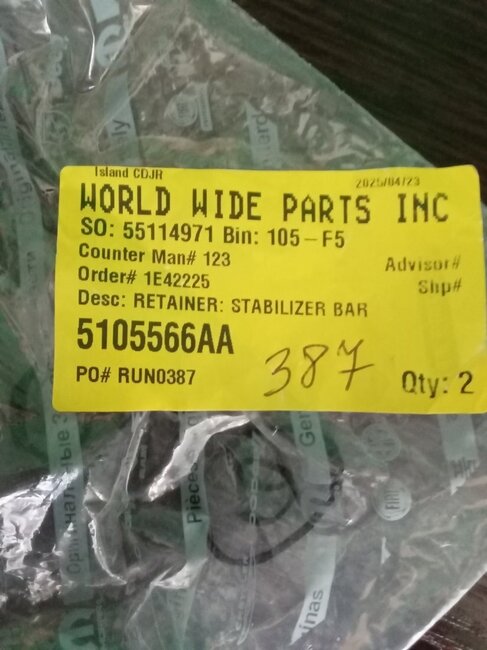 Island CDJR
2025/04/23
WORLD WIDE PARTS INC
SO: 55114971 Bin: 105-F5
Counter Man# 123
Advisor#
Order# 1E42225
Shp#
Desc: RETAINER: STABILIZER BAR
5105566AA
387
PO# RUN0387
Qty: 2